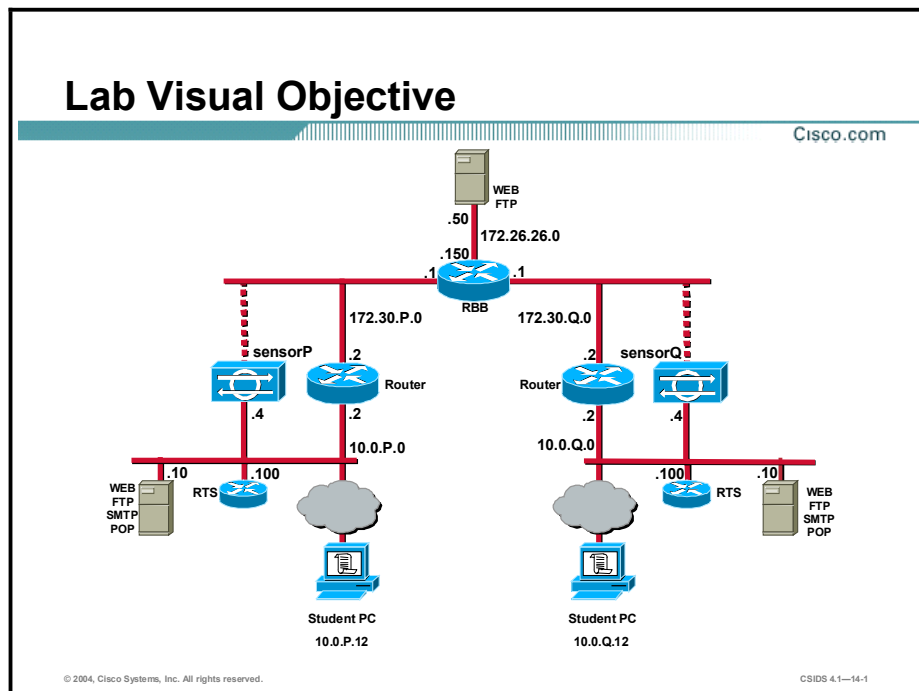 Lab Visual Objective
Cisco.com
WEB
FTP
.50
172.26.26.0
.150
.1
.1
RBB
172.30.P.0
172.30.Q.0
.2
sensorP
.2
sensorQ
Router
Router
.4
.2
.2
.4
10.0.P.0
10.0.Q.0
.10
.100
.100
.10
WEB
FTP
SMTP
POP
RTS
RTS
WEB
FTP
SMTP
POP
Student PC
10.0.P.12
Student PC
10.0.Q.12
© 2004, Cisco Systems, Inc. All rights reserved.
CSIDS 4.1—14-1